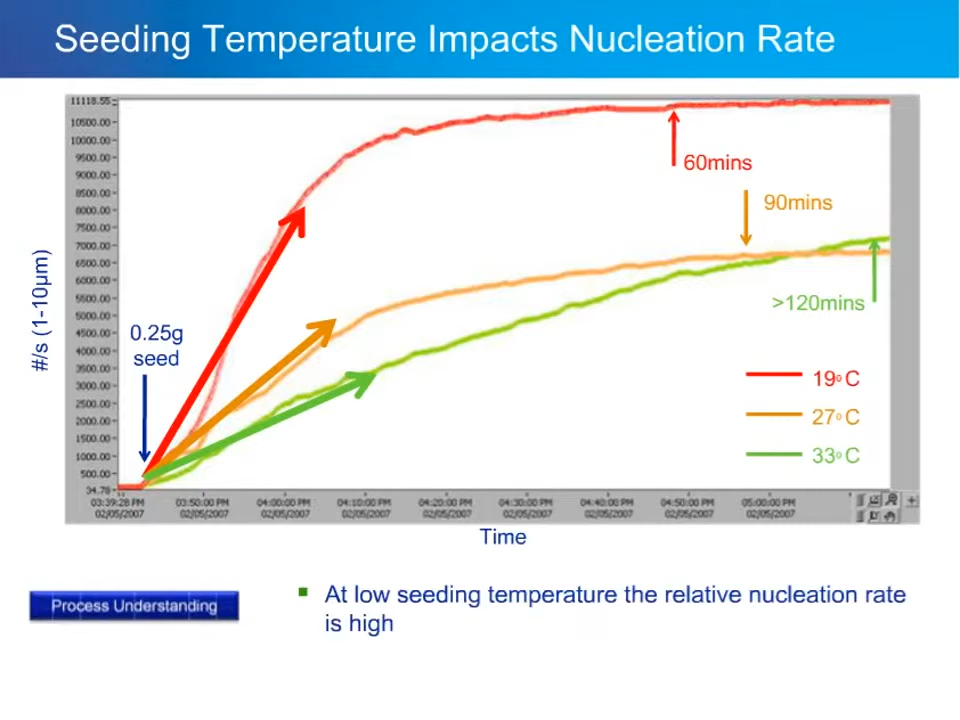 Seeding Temperature Impacts Nucleation Rate
11118.55
10500.00
10000.00
9500.00
9000.00
8500.00
8000.00
7500.00
7000.00
6500.00
6000.00
5500.00
5000.00
4500.00
4000.00
3500.00
3000.00
2500.00
2000.00
1500.00
1000.00
500.00
34.78
#/s (1-10µm)
0.25g
seed
60mins
90mins
>120mins
19º C
27º C
33º C
03:39:28 PM 03:50:00 PM 04:00:00 PM 04:10:00 PM 04:20:00 PM 04:30:00 PM 04:40:00 PM 04:50:00 PM 05:00:00 PM
02/05/2007 02/05/2007 02/05/2007 02/05/2007 02/05/2007 02/05/2007 02/05/2007 02/05/2007 02/05/2007
Time
Process Understanding
▪ At low seeding temperature the relative nucleation rate
is high